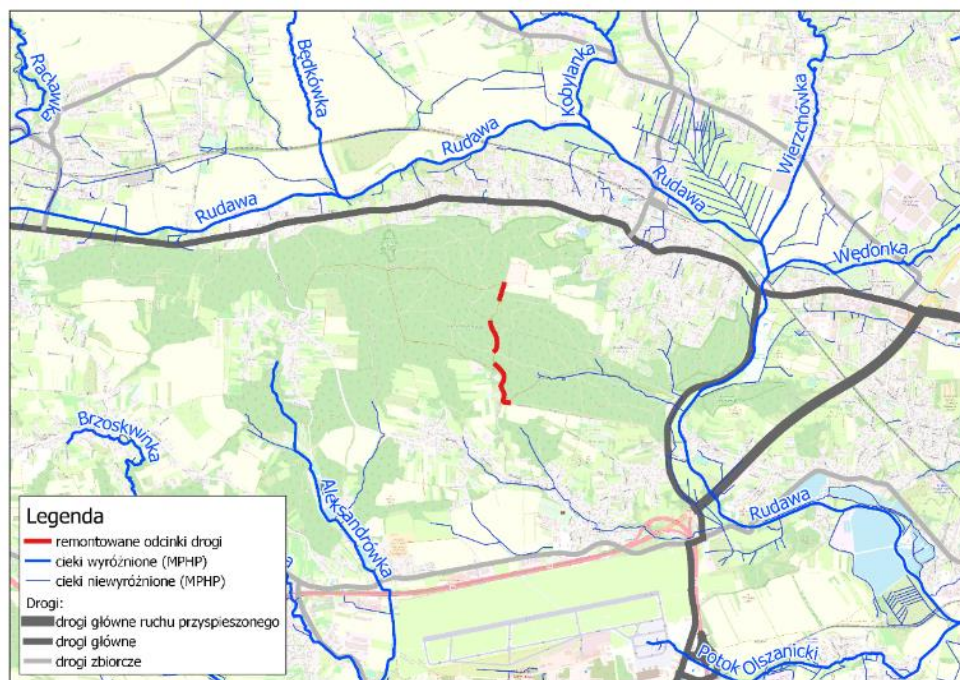 Racławka
Będkówka
Kobylanka
Wierzchówka
Rudawa
Rudawa
Rudawa
Wędonka
Brzoskwinka
Aleksandrówka
Rudawa
Potok Olszanicki
Legenda
remontowane odcinki drogi
cieki wyróżnione (MPHP)
cieki niewyróżnione (MPHP)
Drogi:
drogi główne ruchu przyspieszonego
drogi główne
drogi zbiorcze